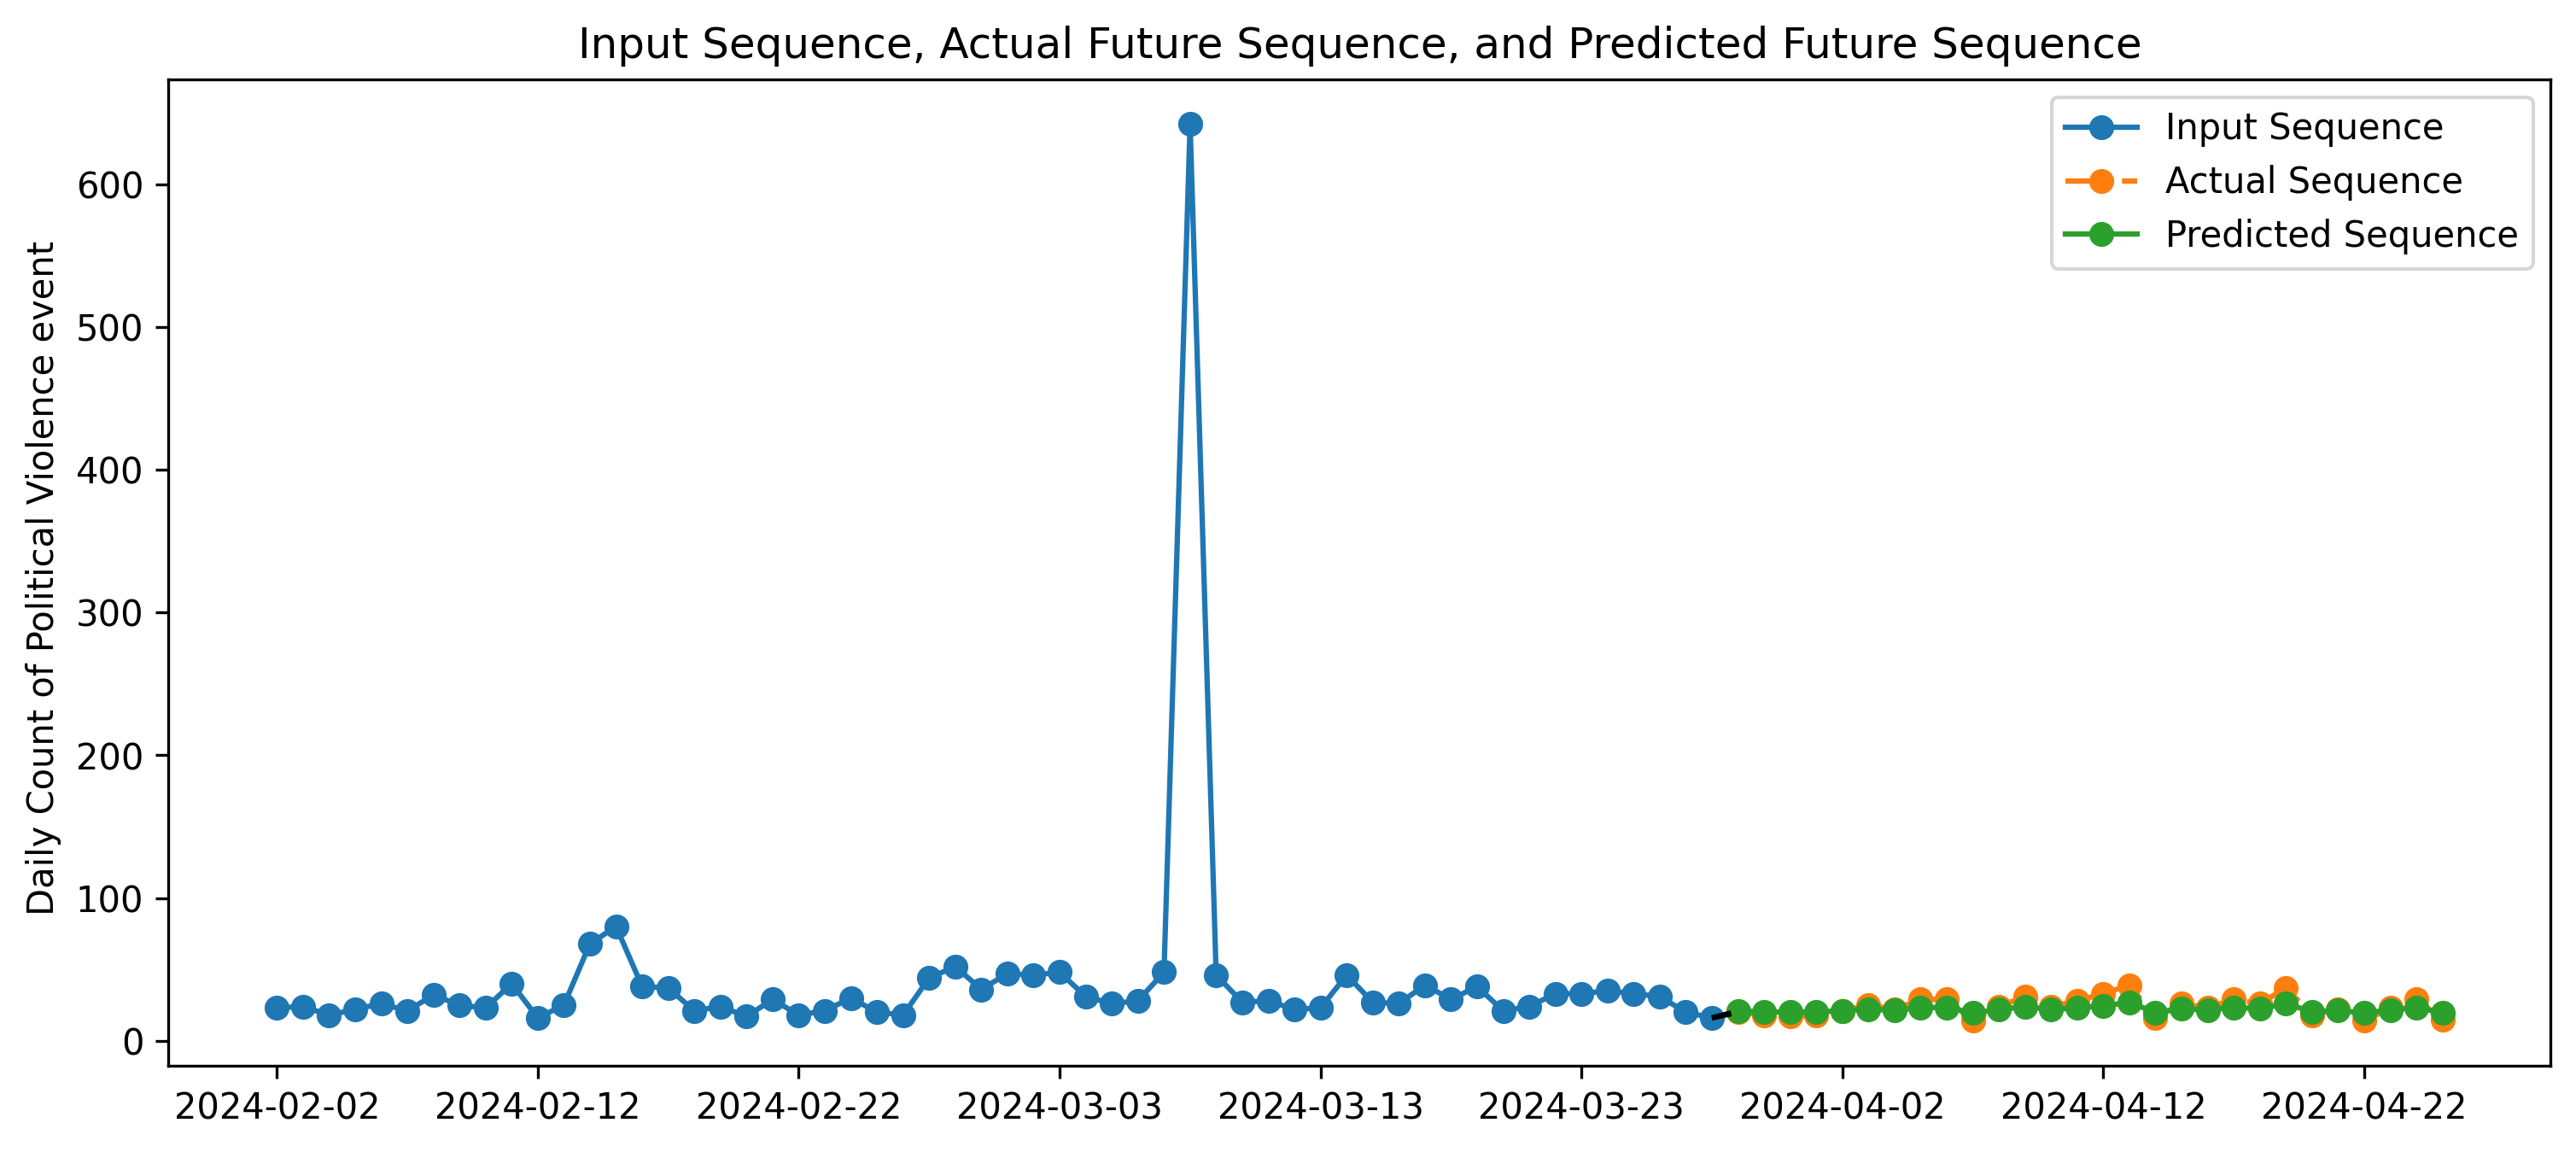 Input Sequence, Actual Future Sequence, and Predicted Future Sequence
Daily Count of Political Violence event
600
500
400
300
200
100
0
Input Sequence
Actual Sequence
Predicted Sequence
2024-02-02 2024-02-12 2024-02-22 2024-03-03 2024-03-13 2024-03-23 2024-04-02 2024-04-12 2024-04-22